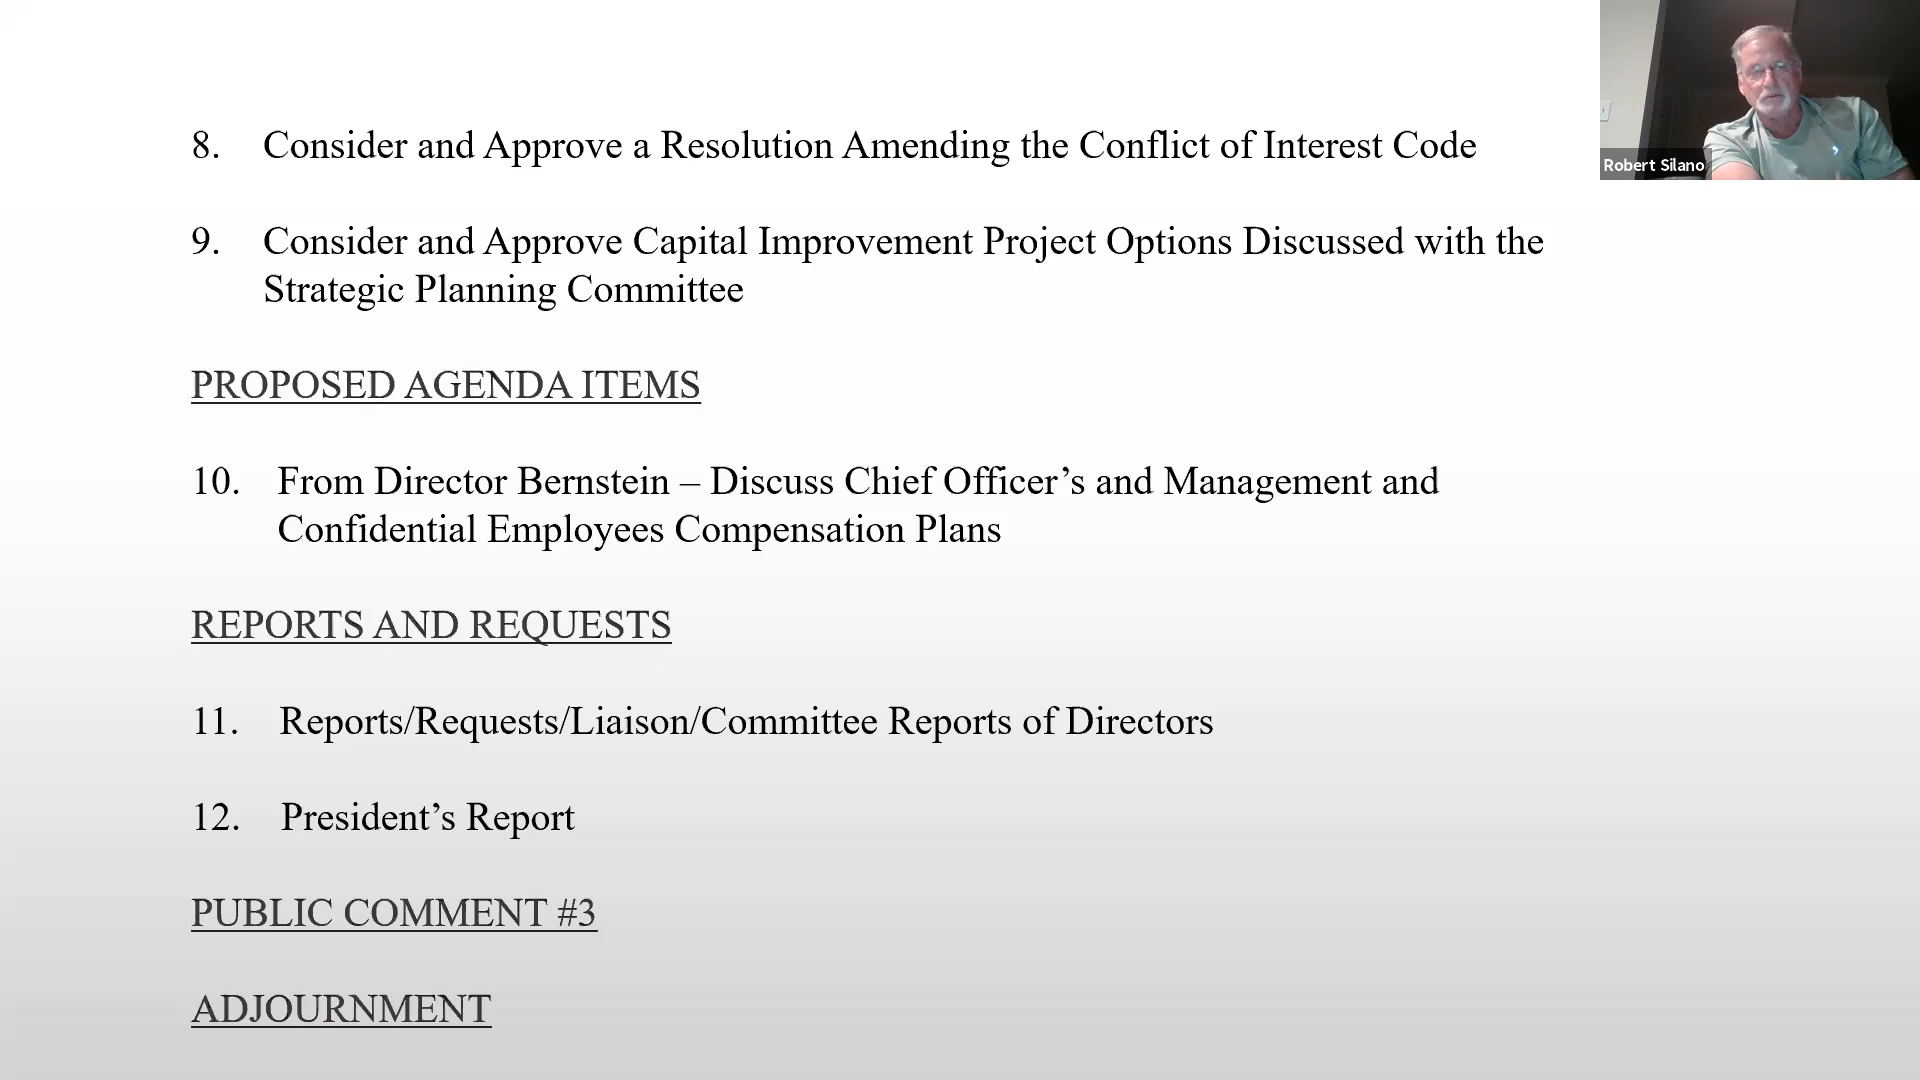 8. Consider and Approve a Resolution Amending the Conflict of Interest Code
9. Consider and Approve Capital Improvement Project Options Discussed with the
Strategic Planning Committee
PROPOSED AGENDA ITEMS
10. From Director Bernstein – Discuss Chief Officer’s and Management and
Confidential Employees Compensation Plans
REPORTS AND REQUESTS
11. Reports/Requests/Liaison/Committee Reports of Directors
12. President’s Report
PUBLIC COMMENT #3
ADJOURNMENT
Robert Silano